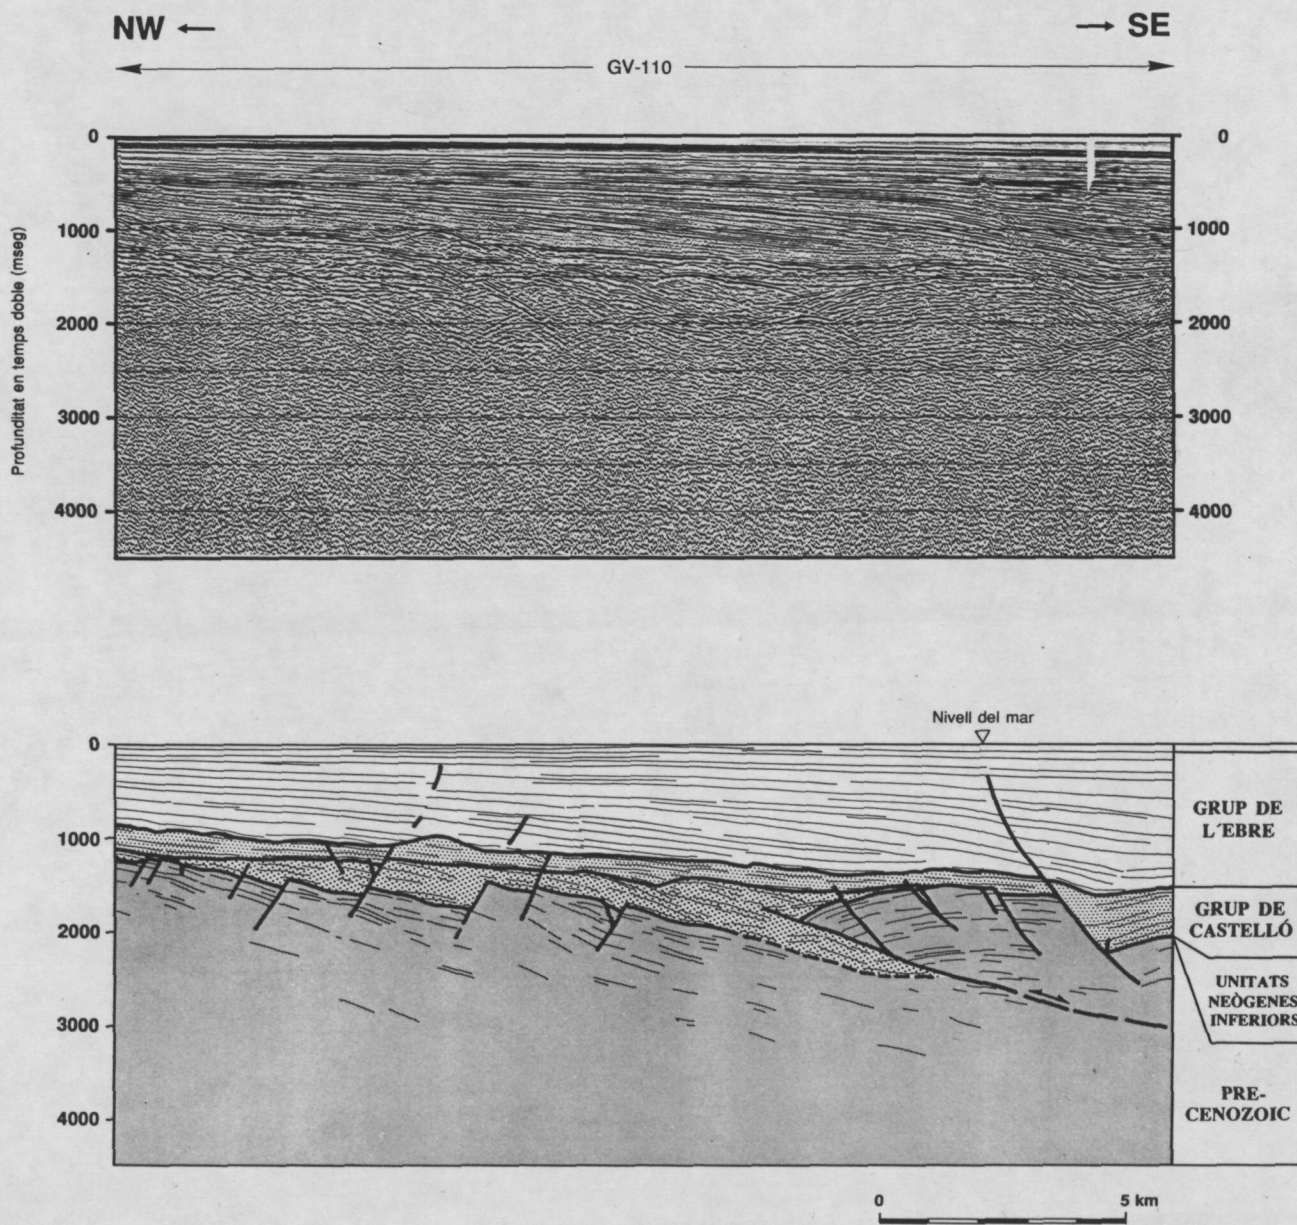 NW ← → SE
GV-110
0 0
1000 1000
2000 2000
3000 3000
4000 4000
Profunditat en temps doble (mseg)
Nivell del mar
0
1000
2000
3000
4000
GRUP DE
L´EBRE
GRUP DE
CASTELLÓ
UNITATS
NEÒGENES
INFERIORS
PRE-
CENOZOIC
0 5 km